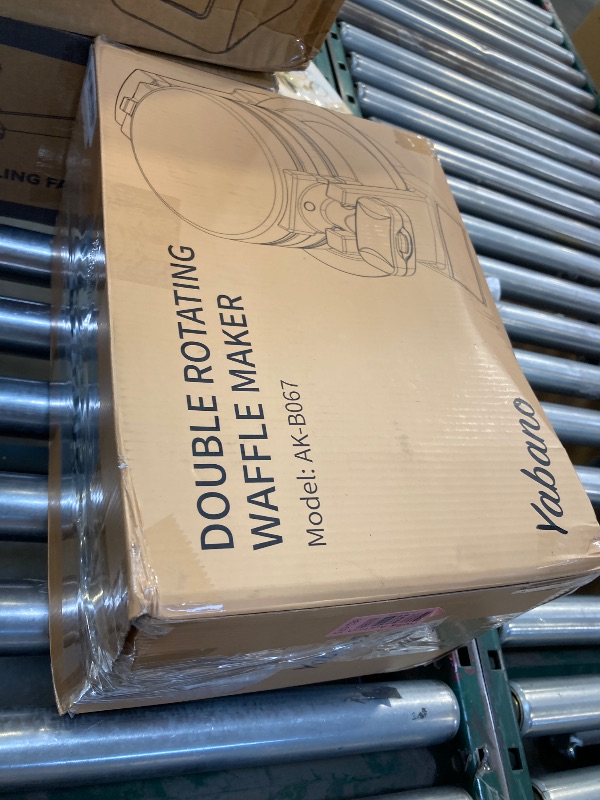 DOUBLE ROTATING
WAFFLE MAKER
Model: AK-B067
Yabano
LING FA